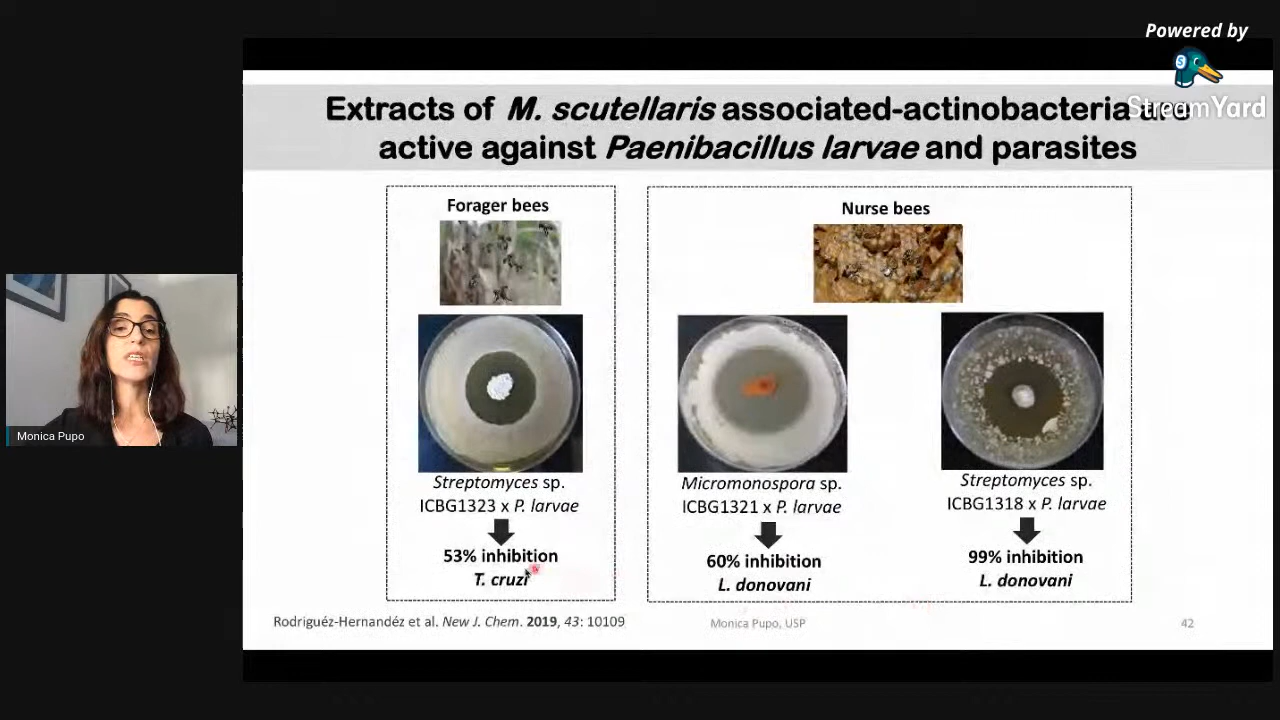 Powered by
StreamYard
Extracts of M. scutellaris associated-actinobacteria are
active against Paenibacillus larvae and parasites
Forager bees
Nurse bees
Streptomyces sp.
ICBG1323 x P. larvae
53% inhibition
T. cruzi
Micromonospora sp.
ICBG1321 x P. larvae
60% inhibition
L. donovani
Streptomyces sp.
ICBG1318 x P. larvae
99% inhibition
L. donovani
Rodriguéz-Hernandéz et al. New J. Chem. 2019, 43: 10109
Monica Pupo, USP
42
Monica Pupo